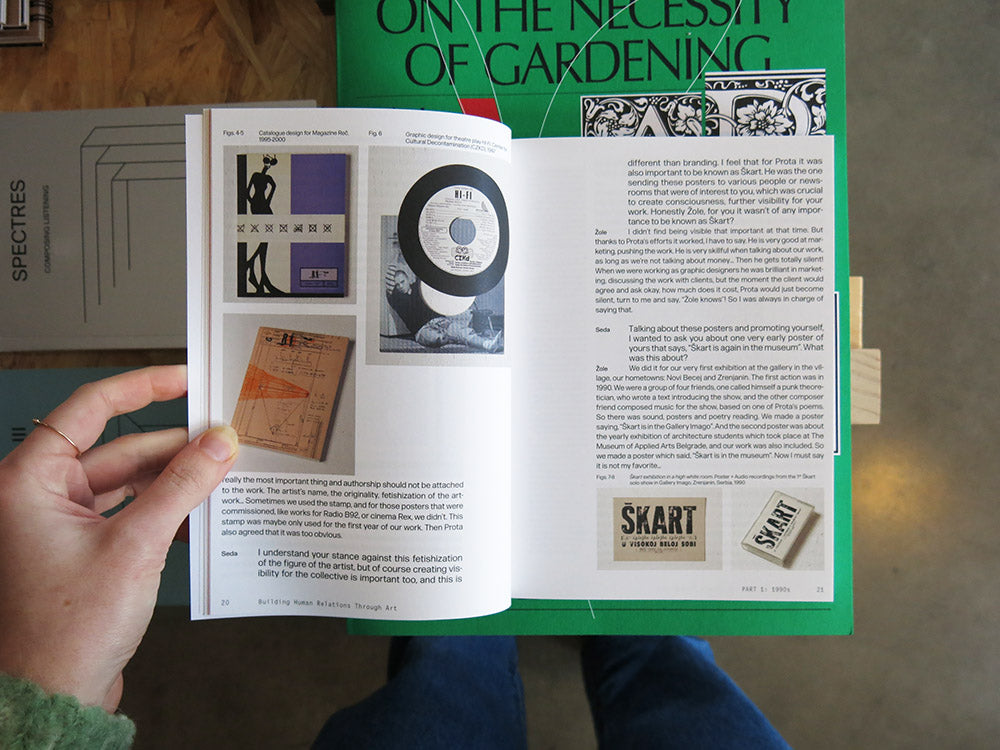 ON THE NECESSITY
OF GARDENING
SPECTRES
COMPOSING LISTENING
Figs. 4-5
Catalogue design for Magazine Reč,
1995-2000
Fig. 6
Graphic design for theatre play HI-FI,
Cultural Decontamination (CZKD),
HI-FI
CZKD
really the most important thing and authorship should not be attached
to the work. The artist's name, the originality, fetishization of the art-
work... Sometimes we used the stamp, and for those posters that were
commissioned, like works for Radio B92, or cinema Rex, we didn't. This
stamp was maybe only used for the first year of our work. Then Prota
also agreed that it was too obvious.
Seda
I understand your stance against this fetishization
of the figure of the artist, but of course creating vis-
ibility for the collective is important too, and this is
20
Building Human Relations Through Art
different than branding. I feel that for Prota it was
also important to be known as Škart. He was the one
sending these posters to various people or news-
rooms that were of interest to you, which was crucial
to create consciousness, further visibility for your
work. Honestly Žole, for you it wasn't of any impor-
tance to be known as Škart?
Žole
I didn't find being visible that important at that time. But
thanks to Prota's efforts it worked, I have to say. He is very good at mar-
keting, pushing the work. He is very skillful when talking about our work,
as long as we're not talking about money... Then he gets totally silent!
When we were working as graphic designers he was brilliant in market-
ing, discussing the work with clients, but the moment the client would
agree and ask okay, how much does it cost, Prota would just become
silent, turn to me and say, "Žole knows"! So I was always in charge of
saying that.
Seda
Talking about these posters and promoting yourself,
I wanted to ask you about one very early poster of
yours that says, "Škart is again in the museum". What
was this about?
Žole
We did it for our very first exhibition at the gallery in the vil-
lage, our hometowns: Novi Becej and Zrenjanin. The first action was in
1990. We were a group of four friends, one called himself a punk theore-
tician, who wrote a text introducing the show, and the other composer
friend composed music for the show, based on one of Prota's poems.
So there was sound, posters and poetry reading. We made a poster
saying, "Škart is in the Gallery Imago". And the second poster was about
the yearly exhibition of architecture students which took place at The
Museum of Applied Arts Belgrade, and our work was also included. So
we made a poster which said, "Škart is in the museum". Now I must say
it is not my favorite...
Figs. 7-8
Škart exhibition in a high white room. Poster + Audio recordings from the 1st Škart
solo show in Gallery Imago, Zrenjanin, Serbia, 1990
ŠKART
U VISOKOJ BELOJ SOBI
ŠKART
PART 1: 1990s
21